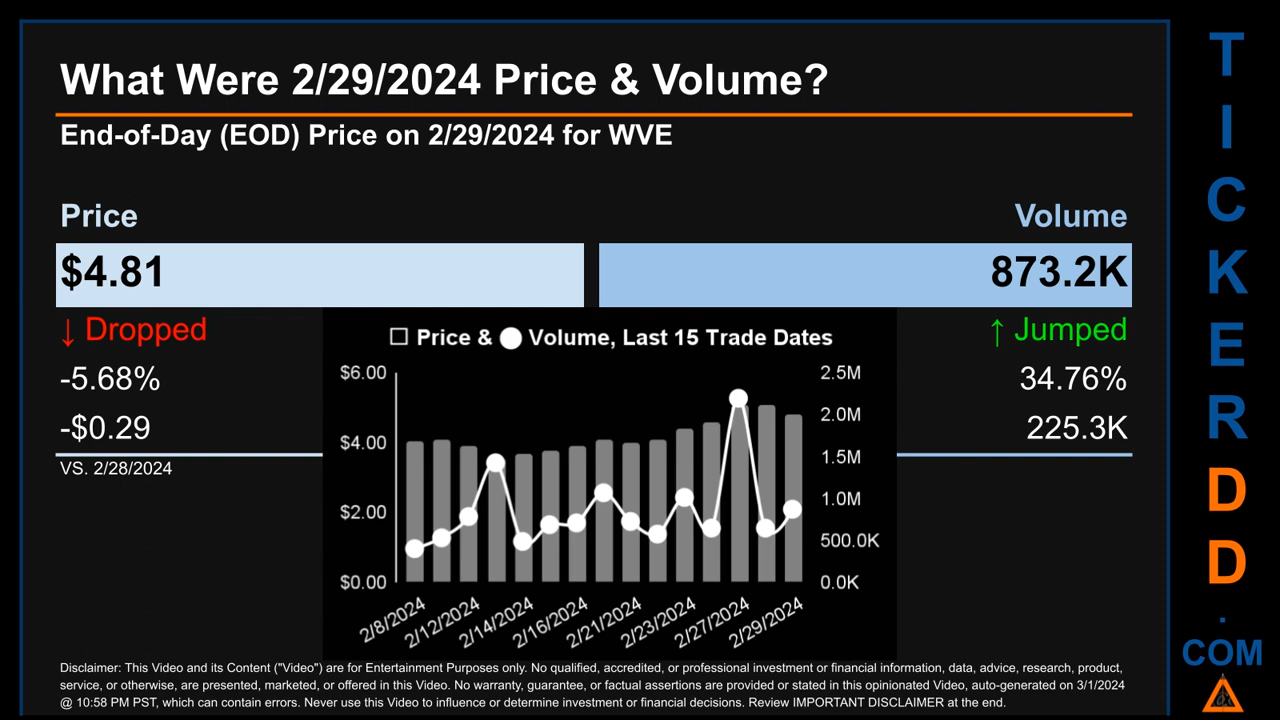 What Were 2/29/2024 Price & Volume?
End-of-Day (EOD) Price on 2/29/2024 for WVE
Price
Volume
$4.81
873.2K
↓ Dropped
↑ Jumped
-5.68%
34.76%
-$0.29
225.3K
VS. 2/28/2024
Price & Volume, Last 15 Trade Dates
$6.00
$4.00
$2.00
$0.00
2.5M
2.0M
1.5M
1.0M
500.0K
0.0K
2/8/2024
2/12/2024
2/14/2024
2/16/2024
2/21/2024
2/23/2024
2/27/2024
2/29/2024
Disclaimer: This Video and its Content ("Video") are for Entertainment Purposes only. No qualified, accredited, or professional investment or financial information, data, advice, research, product,
service, or otherwise, are presented, marketed, or offered in this Video. No warranty, guarantee, or factual assertions are provided or stated in this opinionated Video, auto-generated on 3/1/2024
@ 10:58 PM PST, which can contain errors. Never use this Video to influence or determine investment or financial decisions. Review IMPORTANT DISCLAIMER at the end.
T
I
C
K
E
R
D
D
.
COM